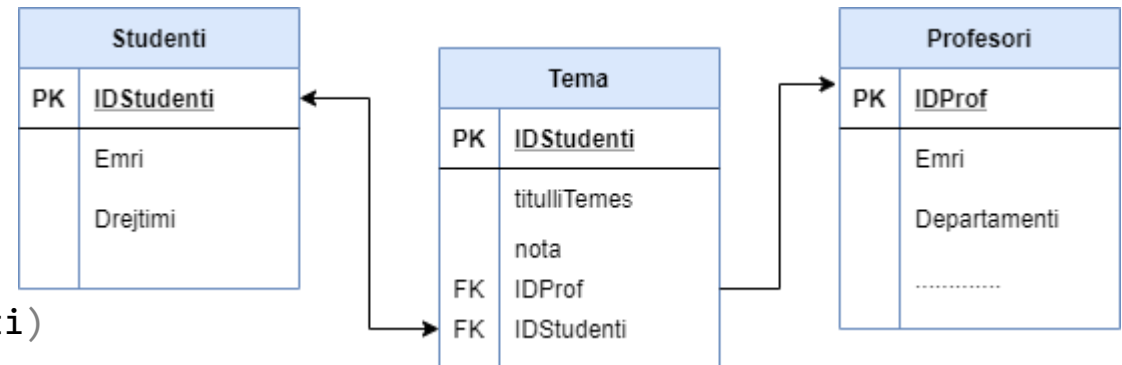 Studenti
PK IDStudenti
Emri
Drejtimi
Tema
PK IDStudenti
titulliTemes
nota
FK IDProf
FK IDStudenti
Profesori
PK IDProf
Emri
Departamenti
.............
i)